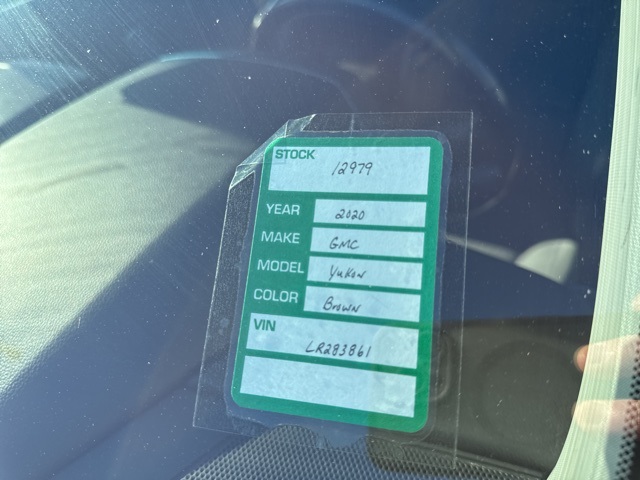 STOCK
12979
YEAR 2020
MAKE GMC
MODEL Yukon
COLOR Brown
VIN
LR283861